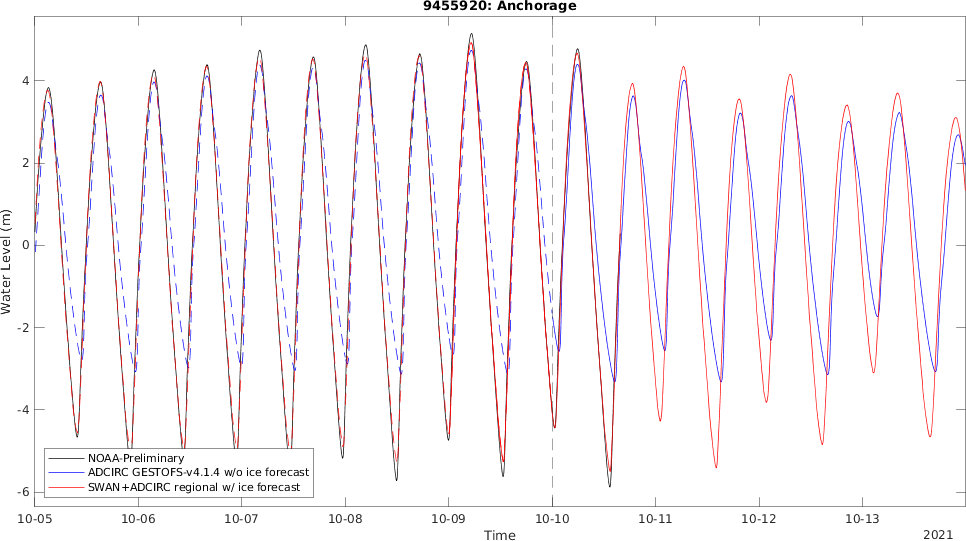 9455920: Anchorage
Water Level (m)
4
2
0
-2
-4
-6
NOAA-Preliminary
ADCIRC GESTOFS-v4.1.4 w/o ice forecast
SWAN+ADCIRC regional w/ ice forecast
10-05 10-06 10-07 10-08 10-09 10-10 10-11 10-12 10-13
Time
2021